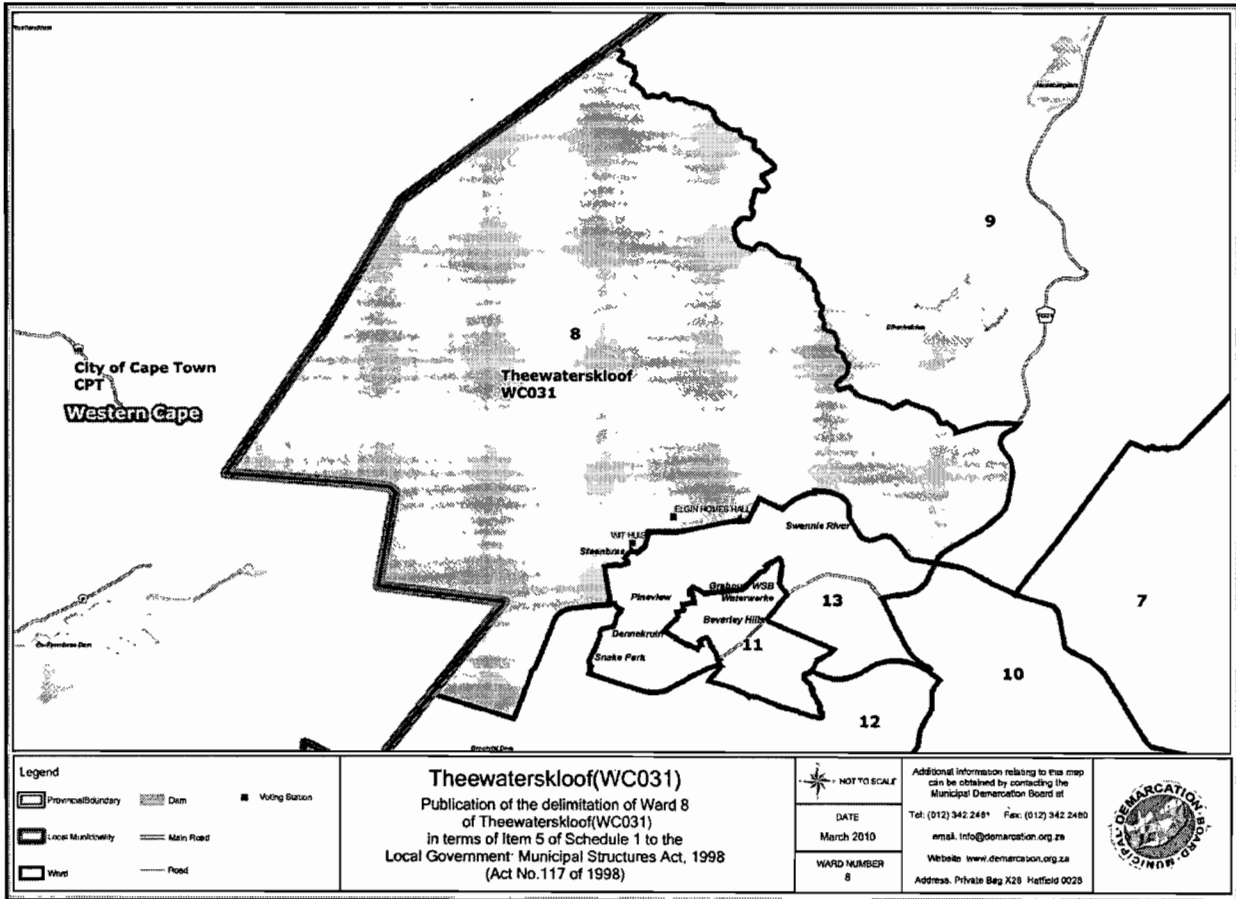 9
8
City of Cape Town
CPT
Western Cape
Theewaterskloof
WC031
ELGIN HOMES HALL
WIT HUIS
Steenbras
Swennie River
Pineview
Grabouw WSB
Waterwerke
Beverley Hills
Dennekruin
Snake Park
13
11
7
10
12
Legend
Provincial Boundary
Dam
Voting Station
Local Municipality
Main Road
Ward
Road
Theewaterskloof(WC031)
Publication of the delimitation of Ward 8
of Theewaterskloof(WC031)
in terms of Item 5 of Schedule 1 to the
Local Government: Municipal Structures Act, 1998
(Act No.117 of 1998)
NOT TO SCALE
DATE
March 2010
WARD NUMBER
8
Additional information relating to this map
can be obtained by contacting the
Municipal Demarcation Board at
Tel: (012) 342 2481 Fax: (012) 342 2480
email. info@demarcation.org.za
Website www.demarcation.org.za
Address. Private Bag X28 Hatfield 0028
MUNICIPAL DEMARCATION BOARD